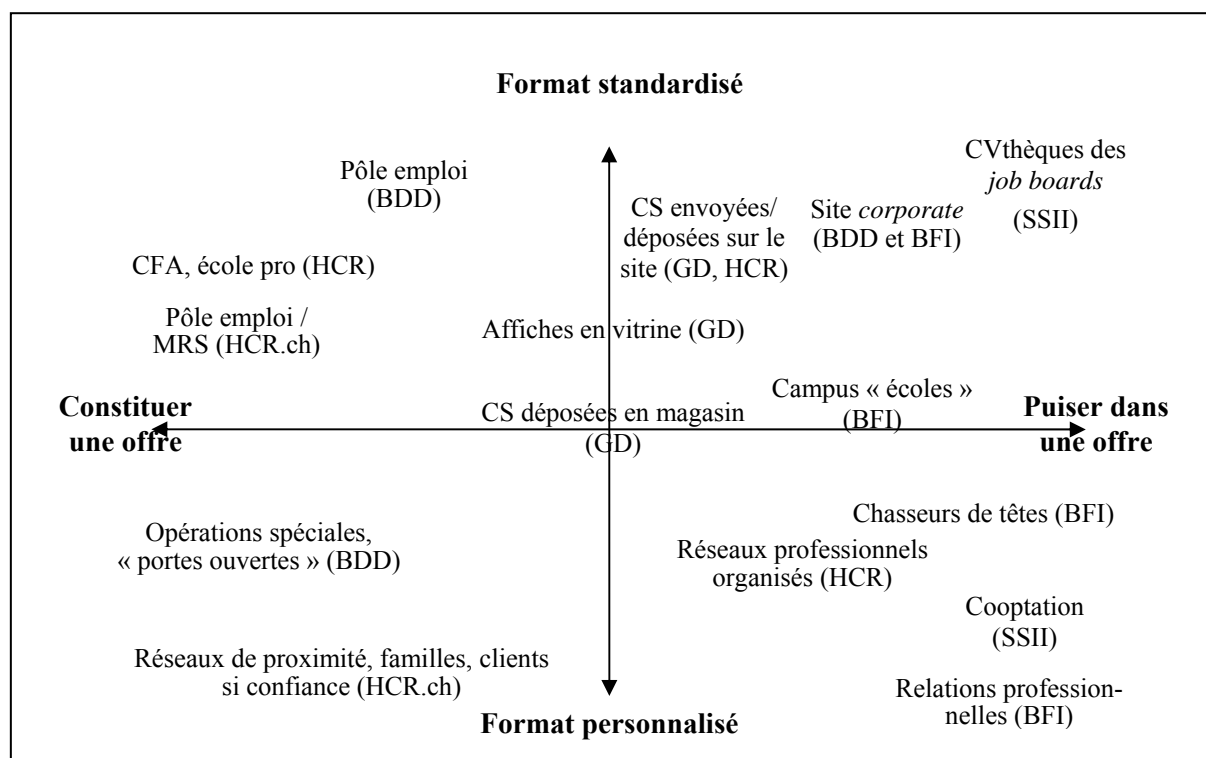 Format standardisé
Pôle emploi
(BDD)
CS envoyées/
déposées sur le
site (GD, HCR)
Site corporate
(BDD et BFI)
CVthèques des
job boards
(SSII)
CFA, école pro (HCR)
Pôle emploi /
MRS (HCR.ch)
Affiches en vitrine (GD)
Constituer
une offre
CS déposées en magasin
(GD)
Campus « écoles »
(BFI)
Puiser dans
une offre
Opérations spéciales,
« portes ouvertes » (BDD)
Chasseurs de têtes (BFI)
Réseaux professionnels
organisés (HCR)
Cooptation
(SSII)
Réseaux de proximité, familles, clients
si confiance (HCR.ch)
Relations profession-
nelles (BFI)
Format personnalisé